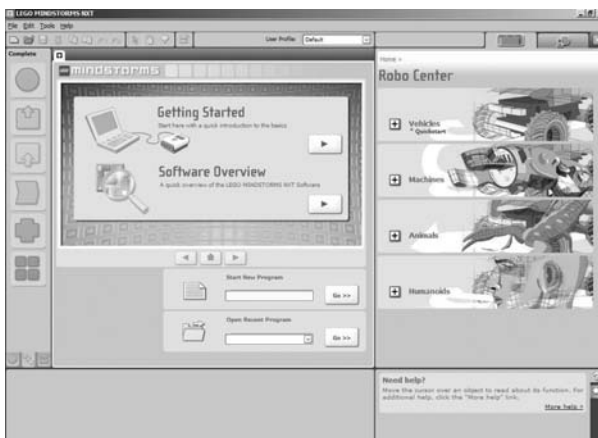 LEGO MINDSTORMS NXT
File Edit Tools Help
User Profile: Default
Complete
mindstorms
Getting Started
Start here with a quick introduction to the basics
Software Overview
A quick overview of the LEGO MINDSTORMS NXT Software
Start New Program
Go >>
Open Recent Program
Go >>
Home >
Robo Center
Vehicles
* Quickstart
Machines
Animals
Humanoids
Need help?
Move the cursor over an object to read about its function. For
additional help, click the "More help" link.
More help >